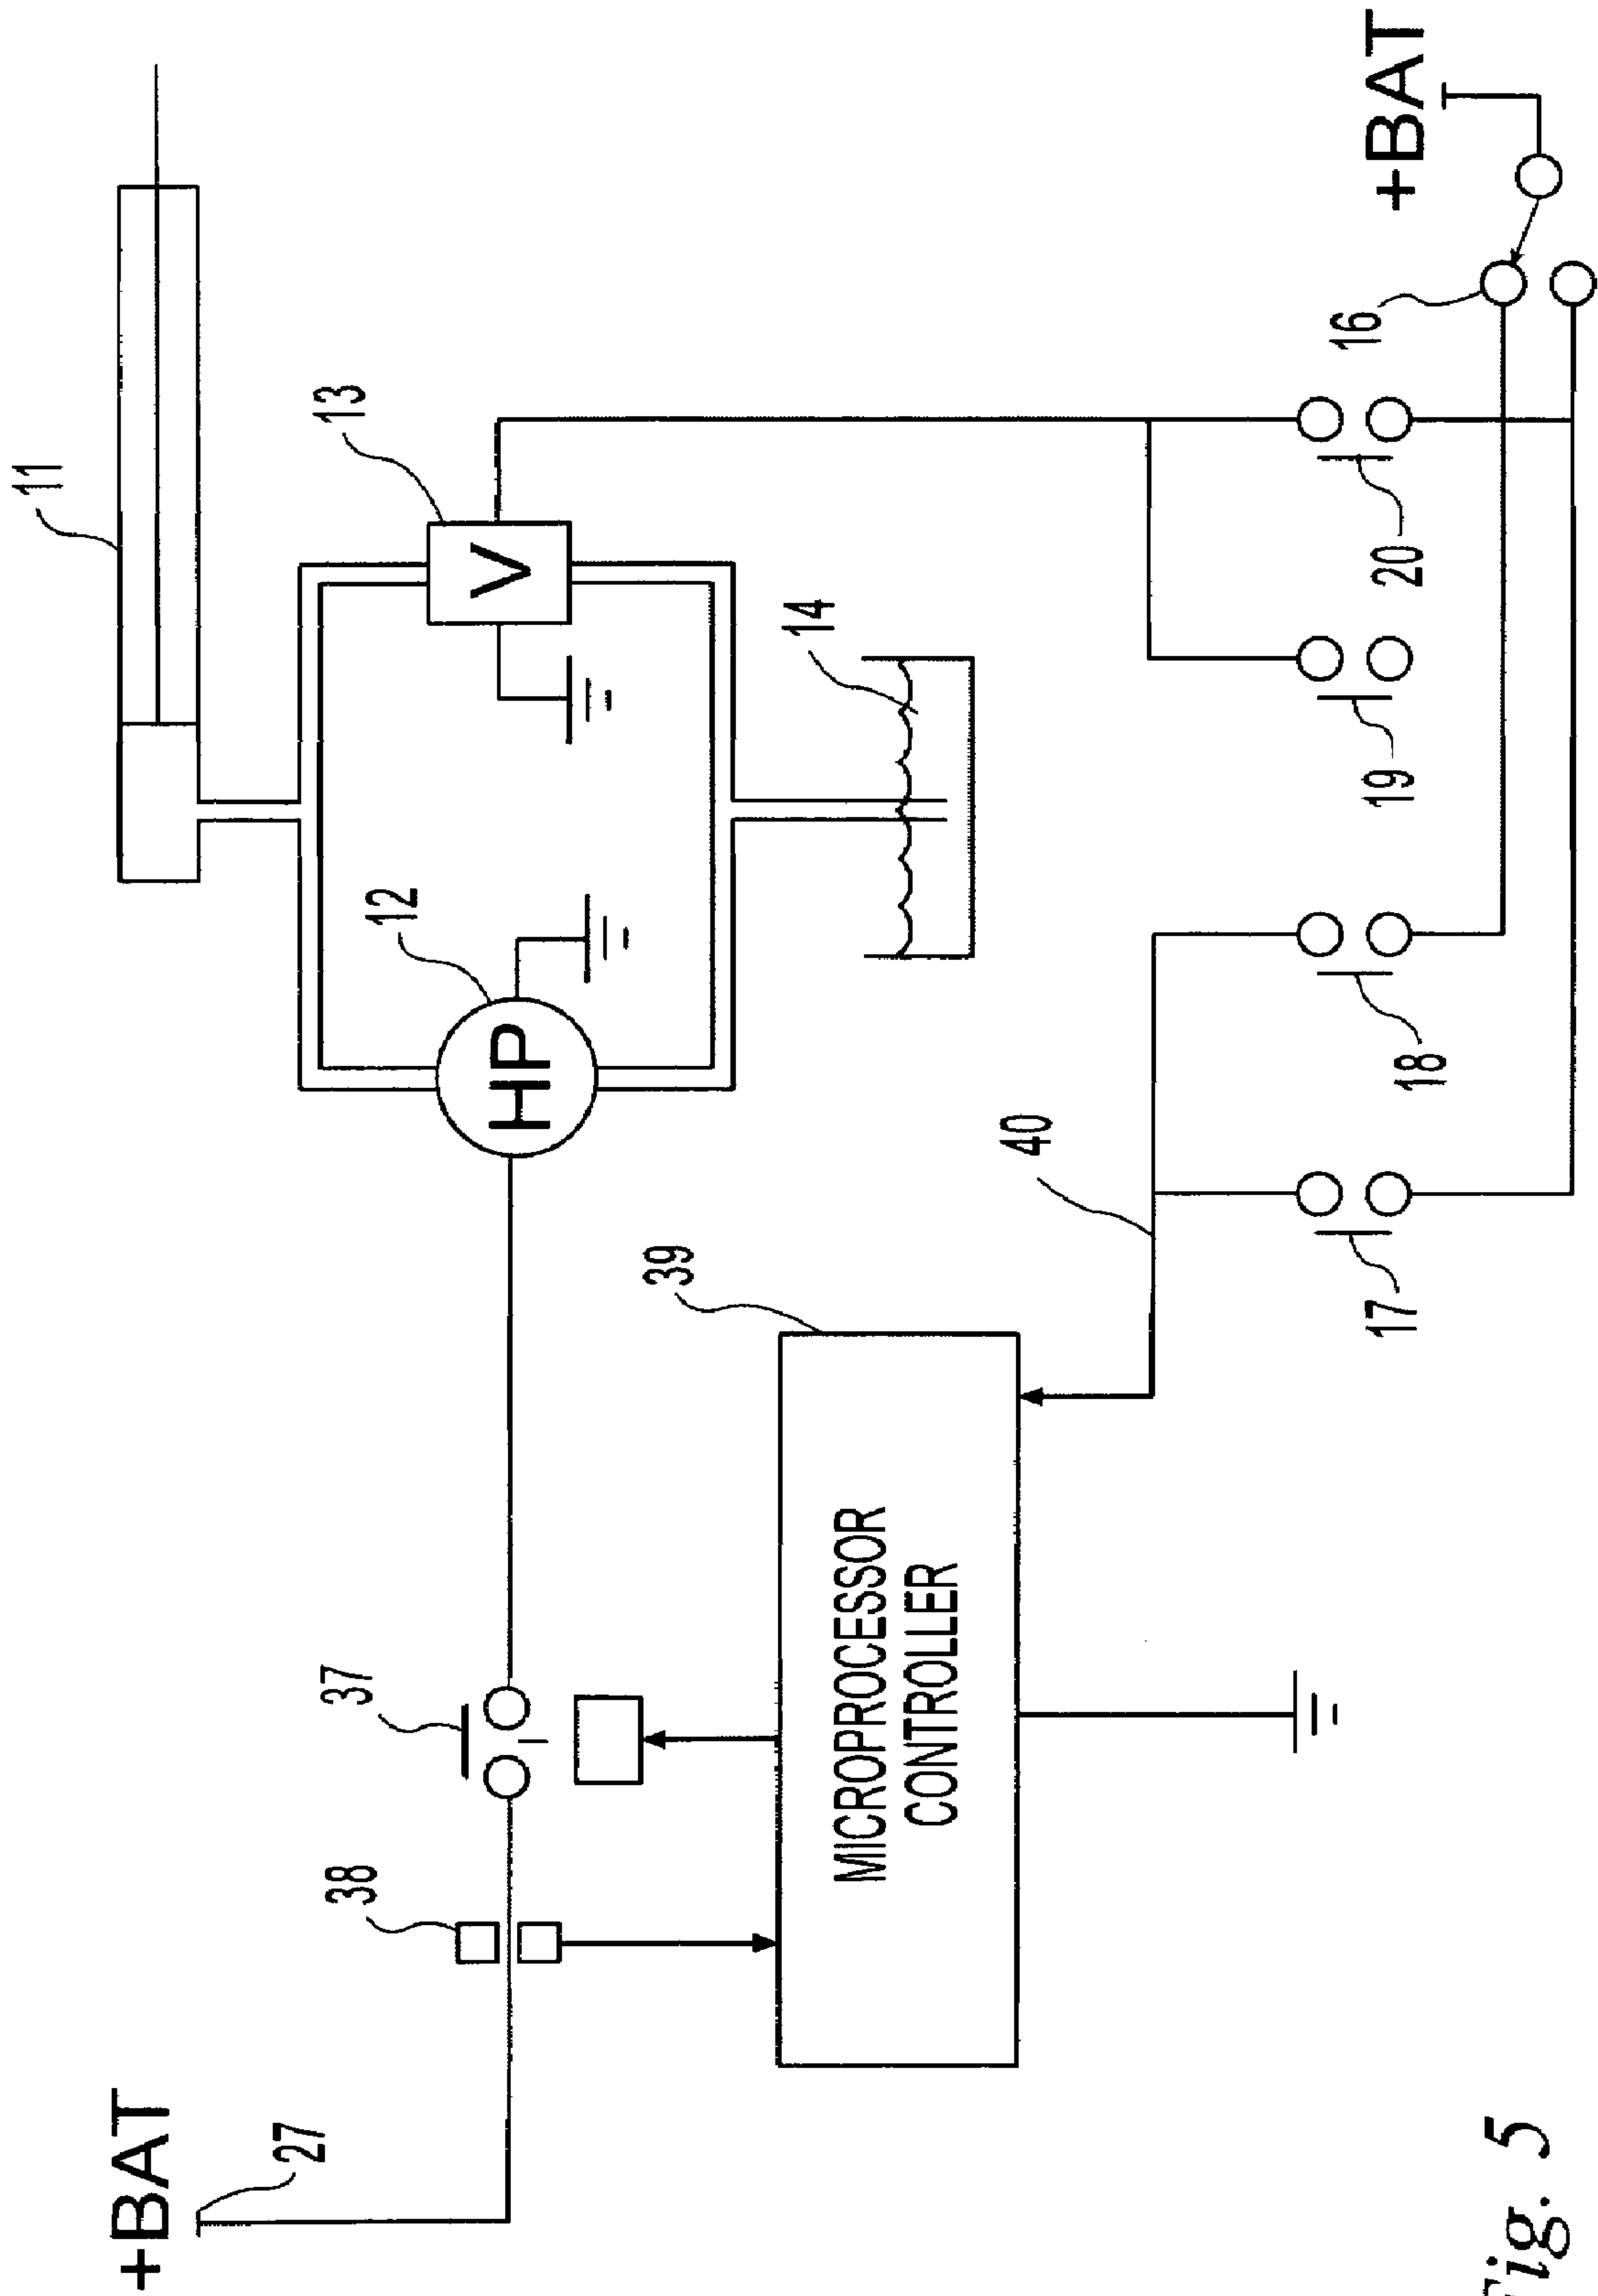 11
+BAT
27
38
37
12
13
HP
V
39
14
MICROPROCESSOR
CONTROLLER
40
17
18
19
20
16
+BAT
Fig. 5